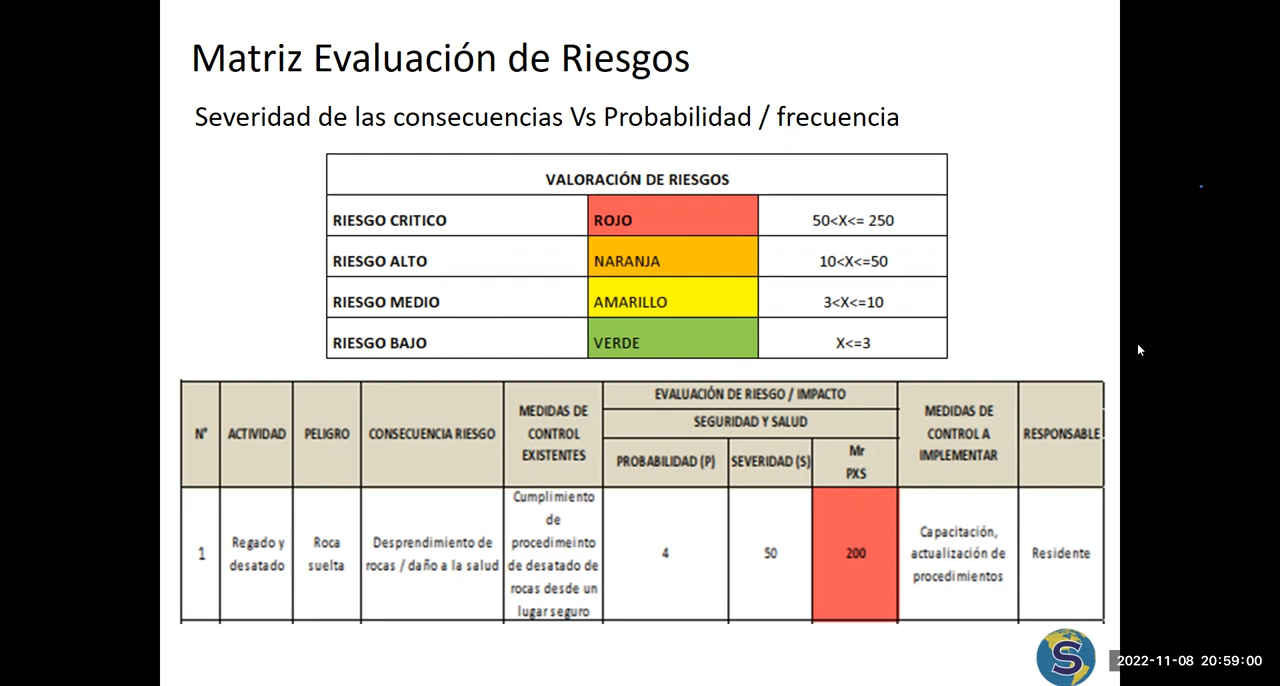 Matriz Evaluación de Riesgos
Severidad de las consecuencias Vs Probabilidad / frecuencia
VALORACIÓN DE RIESGOS
RIESGO CRITICO ROJO 50<X<= 250
RIESGO ALTO NARANJA 10<X<=50
RIESGO MEDIO AMARILLO 3<X<=10
RIESGO BAJO VERDE X<=3
N°
ACTIVIDAD
PELIGRO
CONSECUENCIA RIESGO
MEDIDAS DE
CONTROL
EXISTENTES
EVALUACIÓN DE RIESGO / IMPACTO
SEGURIDAD Y SALUD
PROBABILIDAD (P)
SEVERIDAD (S)
Mr
PXS
MEDIDAS DE
CONTROL A
IMPLEMENTAR
RESPONSABLE
1
Regado y
desatado
Roca
suelta
Desprendimiento de
rocas / daño a la salud
Cumplimiento
de
procedimeinto
de desatado de
rocas desde un
lugar seguro
4
50
200
Capacitación,
actualización de
procedimientos
Residente
S
2022-11-08 20:59:00